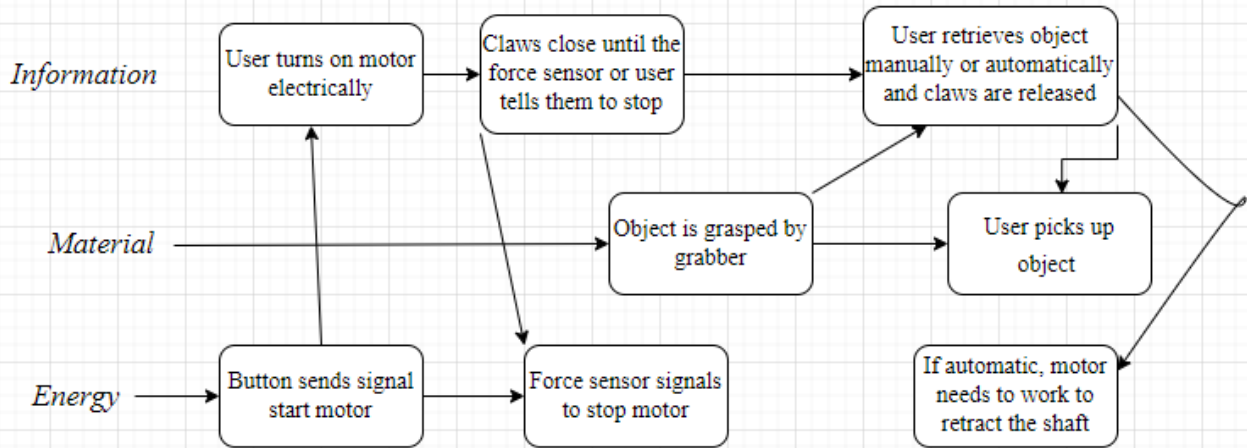 Information
User turns on motor
electrically
Claws close until the
force sensor or user
tells them to stop
User retrieves object
manually or automatically
and claws are released
Material
Object is grasped by
grabber
User picks up
object
Energy
Button sends signal
start motor
Force sensor signals
to stop motor
If automatic, motor
needs to work to
retract the shaft